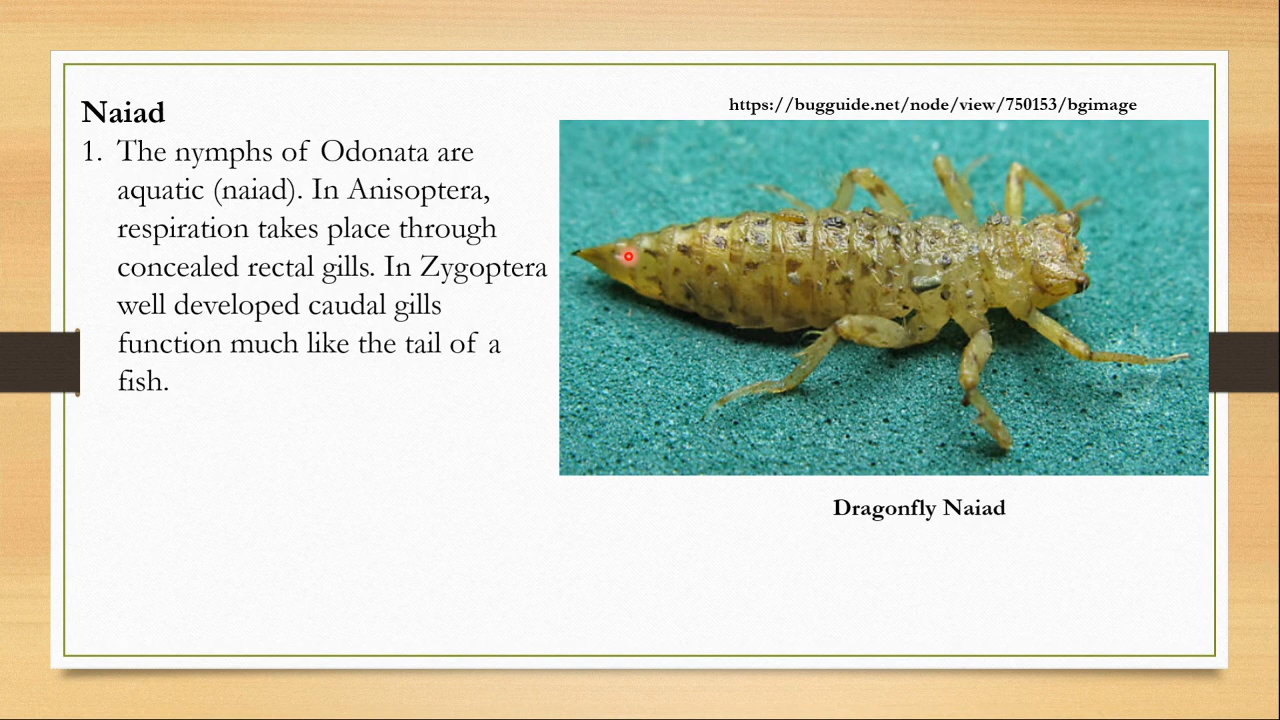 Naiad
1. The nymphs of Odonata are
aquatic (naiad). In Anisoptera,
respiration takes place through
concealed rectal gills. In Zygoptera
well developed caudal gills
function much like the tail of a
fish.
https://bugguide.net/node/view/750153/bgimage
Dragonfly Naiad